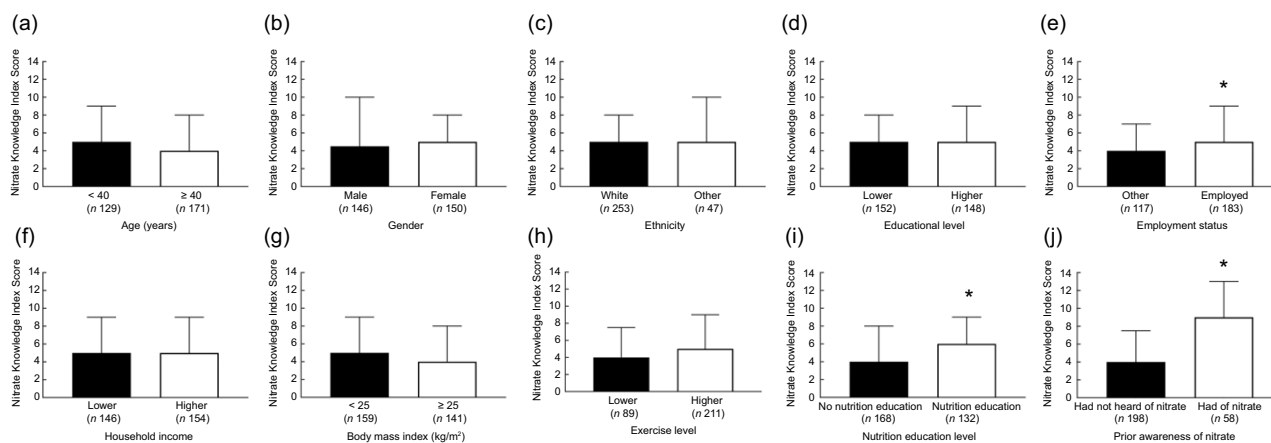 (a)
Nitrate Knowledge Index Score
14
12
10
8
6
4
2
0
< 40
(n 129)
≥ 40
(n 171)
Age (years)
(b)
Nitrate Knowledge Index Score
14
12
10
8
6
4
2
0
Male
(n 146)
Female
(n 150)
Gender
(c)
Nitrate Knowledge Index Score
14
12
10
8
6
4
2
0
White
(n 253)
Other
(n 47)
Ethnicity
(d)
Nitrate Knowledge Index Score
14
12
10
8
6
4
2
0
Lower
(n 152)
Higher
(n 148)
Educational level
(e)
Nitrate Knowledge Index Score
14
12
10
8
6
4
2
0
*
Other
(n 117)
Employed
(n 183)
Employment status
(f)
Nitrate Knowledge Index Score
14
12
10
8
6
4
2
0
Lower
(n 146)
Higher
(n 154)
Household income
(g)
Nitrate Knowledge Index Score
14
12
10
8
6
4
2
0
< 25
(n 159)
≥ 25
(n 141)
Body mass index (kg/m²)
(h)
Nitrate Knowledge Index Score
14
12
10
8
6
4
2
0
Lower
(n 89)
Higher
(n 211)
Exercise level
(i)
Nitrate Knowledge Index Score
14
12
10
8
6
4
2
0
*
No nutrition education
(n 168)
Nutrition education
(n 132)
Nutrition education level
(j)
Nitrate Knowledge Index Score
14
12
10
8
6
4
2
0
*
Had not heard of nitrate
(n 198)
Had of nitrate
(n 58)
Prior awareness of nitrate